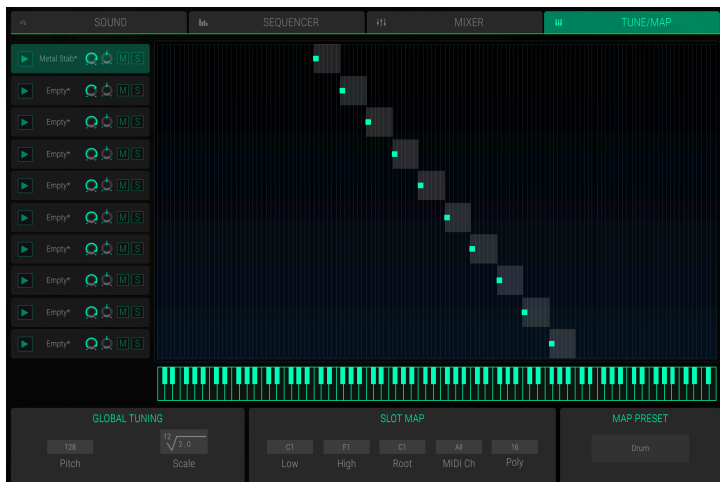 SOUND SEQUENCER MIXER TUNE/MAP
Metal Stab* M S
Empty* M S
Empty* M S
Empty* M S
Empty* M S
Empty* M S
Empty* M S
Empty* M S
Empty* M S
Empty* M S
GLOBAL TUNING SLOT MAP MAP PRESET
128 12√2.0 C1 F1 C1 All 16 Drum
Pitch Scale Low High Root MIDI Ch Poly